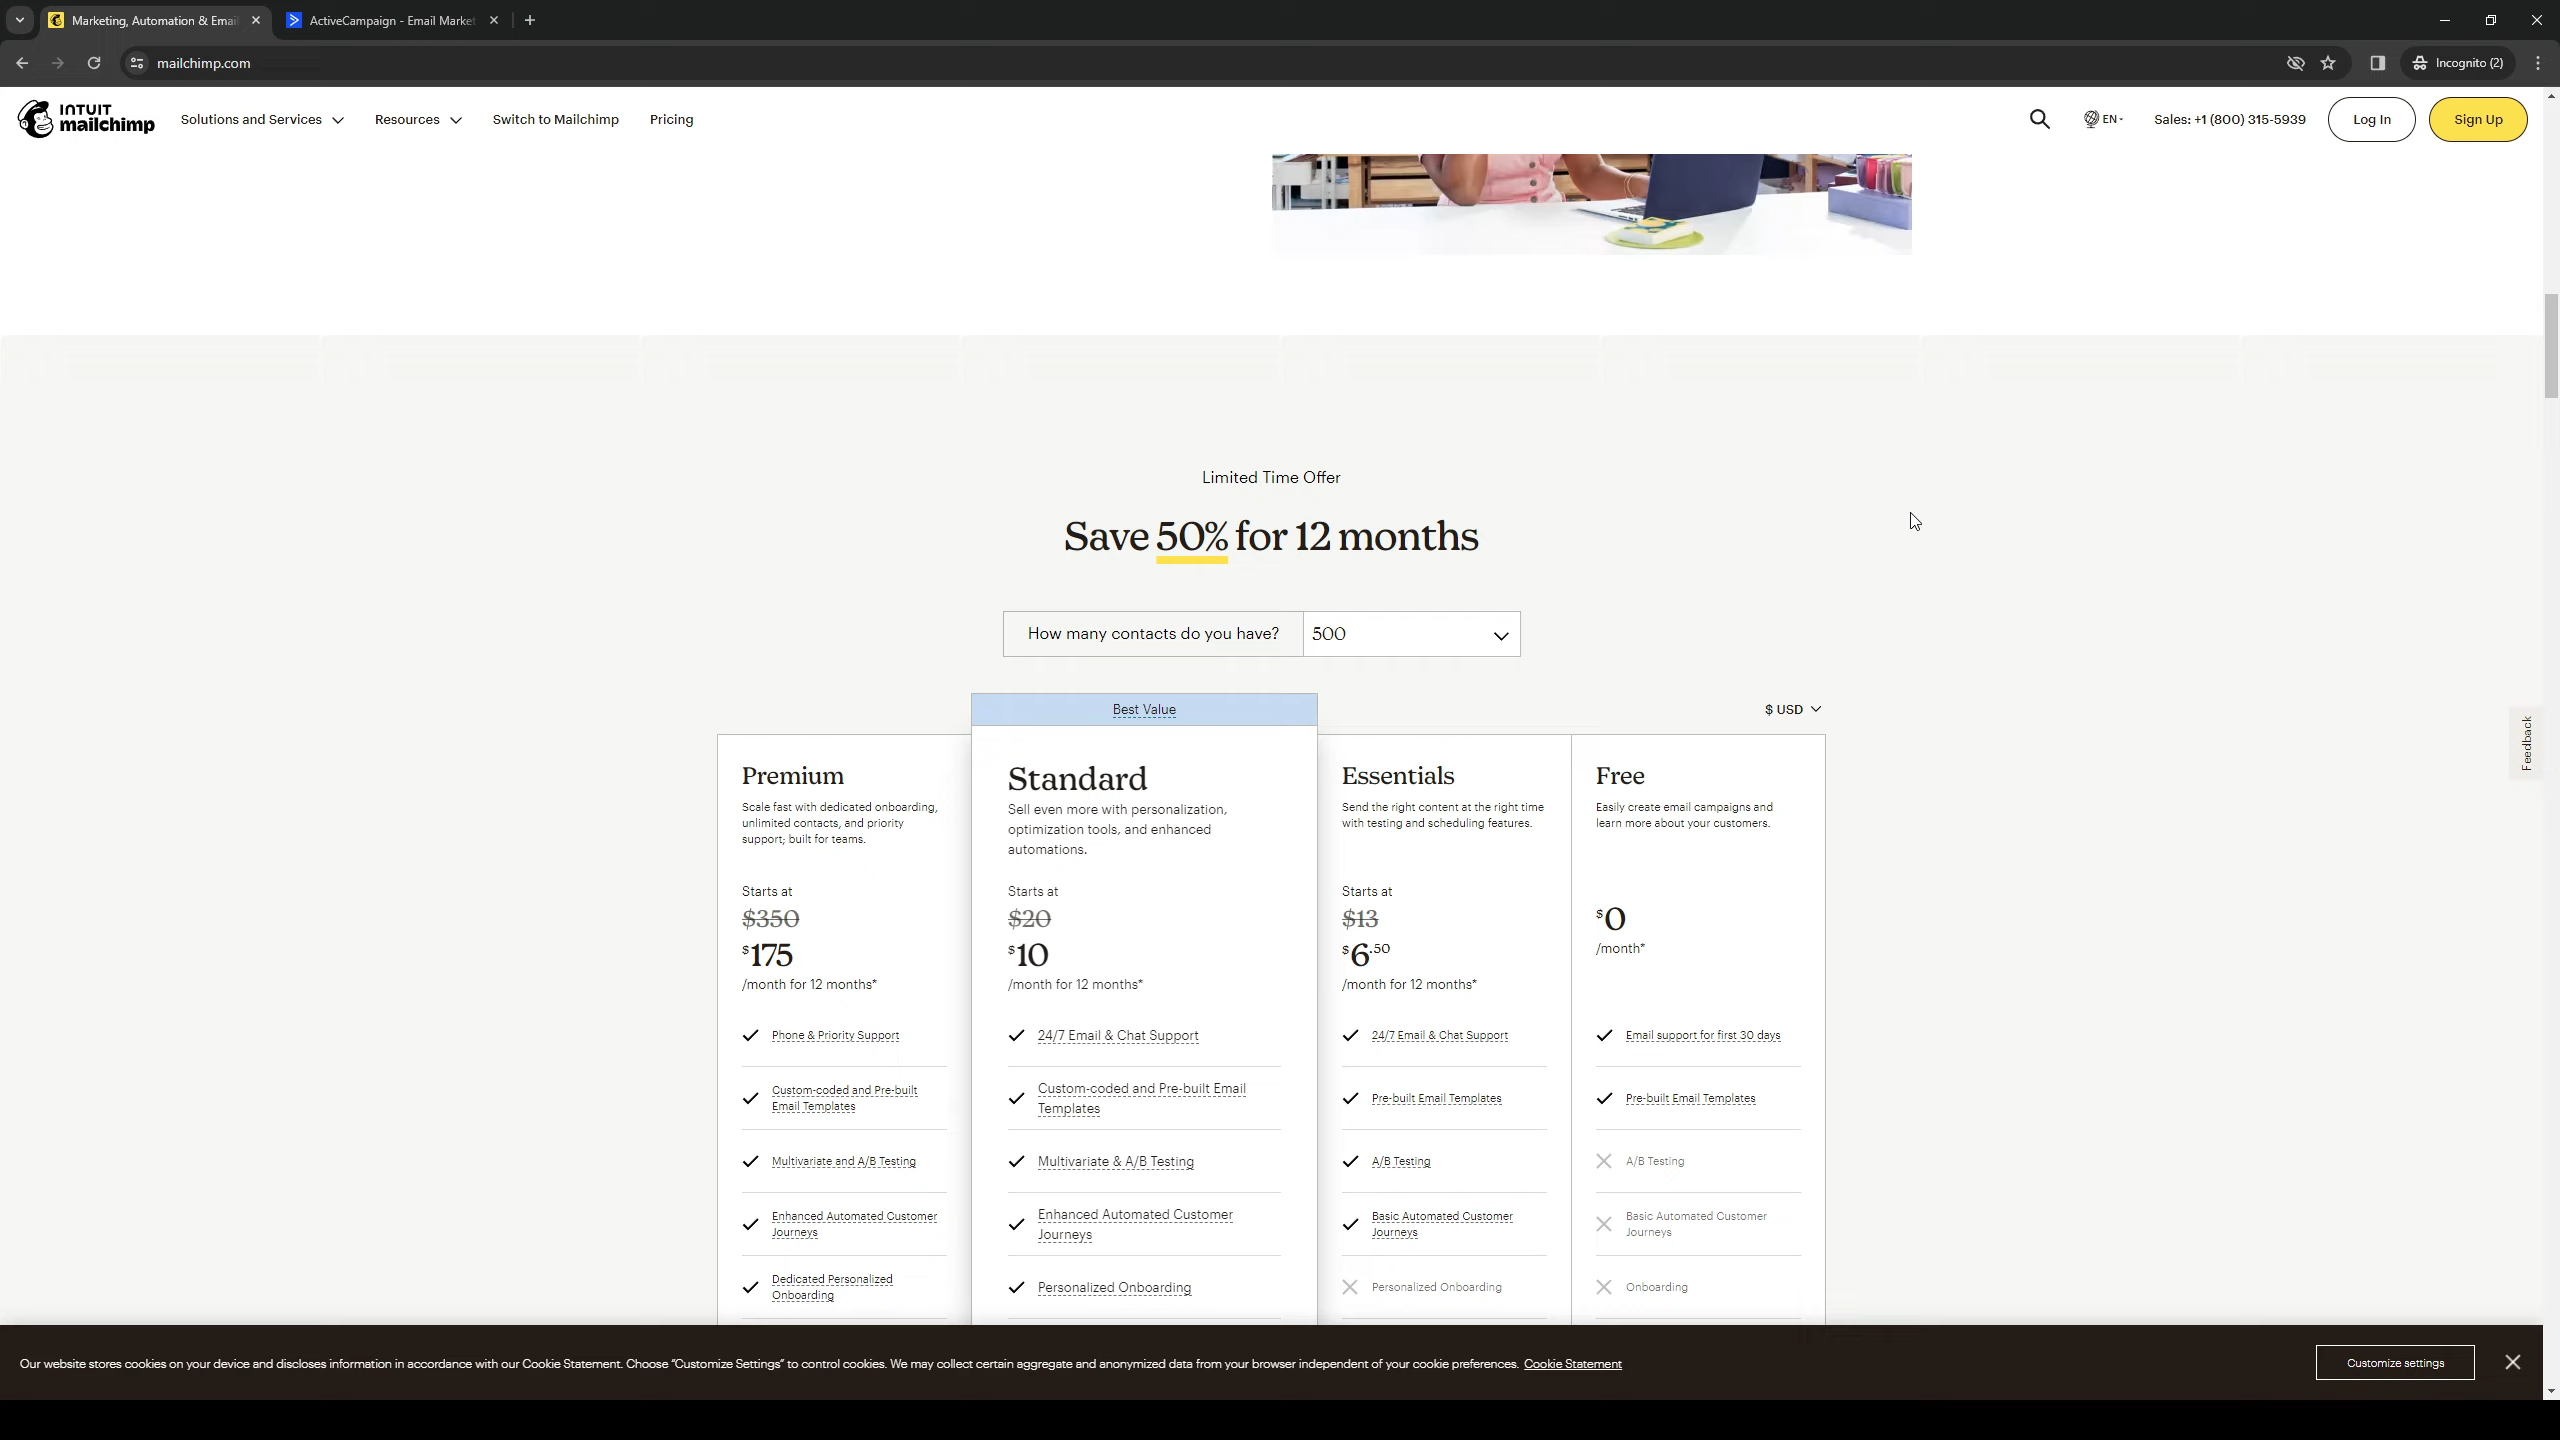 Marketing, Automation & Emai
ActiveCampaign - Email Market
mailchimp.com
Incognito (2)
INTUIT
mailchimp
Solutions and Services
Resources
Switch to Mailchimp
Pricing
EN
Sales: +1 (800) 315-5939
Log In
Sign Up
Limited Time Offer
Save 50% for 12 months
How many contacts do you have?
500
Best Value
$ USD
Feedback
Premium
Scale fast with dedicated onboarding,
unlimited contacts, and priority
support; built for teams.
Starts at
$350
$175
/month for 12 months*
Phone & Priority Support
Custom-coded and Pre-built
Email Templates
Multivariate and A/B Testing
Enhanced Automated Customer
Journeys
Dedicated Personalized
Onboarding
Standard
Sell even more with personalization,
optimization tools, and enhanced
automations.
Starts at
$20
$10
/month for 12 months*
24/7 Email & Chat Support
Custom-coded and Pre-built Email
Templates
Multivariate & A/B Testing
Enhanced Automated Customer
Journeys
Personalized Onboarding
Essentials
Send the right content at the right time
with testing and scheduling features.
Starts at
$13
$6.50
/month for 12 months*
24/7 Email & Chat Support
Pre-built Email Templates
A/B Testing
Basic Automated Customer
Journeys
Personalized Onboarding
Free
Easily create email campaigns and
learn more about your customers.
$0
/month*
Email support for first 30 days
Pre-built Email Templates
A/B Testing
Basic Automated Customer
Journeys
Onboarding
Our website stores cookies on your device and discloses information in accordance with our Cookie Statement. Choose "Customize Settings" to control cookies. We may collect certain aggregate and anonymized data from your browser independent of your cookie preferences. Cookie Statement
Customize settings